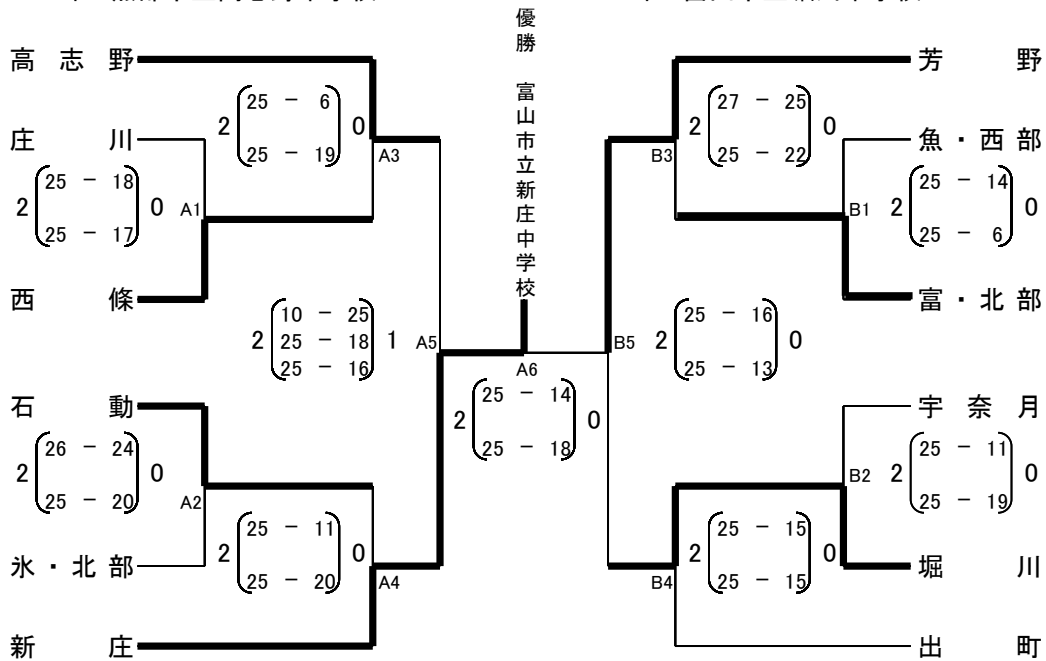 優勝 富山市立新庄中学校
高志野
庄川
2 25 - 18 0
25 - 17
A1
西條
2 25 - 6 0
25 - 19
A3
石動
2 26 - 24 0
25 - 20
A2
氷・北部
2 25 - 11 0
25 - 20
A4
新庄
10 - 25
2 25 - 18 1
25 - 16
A5
A6
2 25 - 14 0
25 - 18
芳野
2 27 - 25 0
25 - 22
B3
魚・西部
2 25 - 14 0
25 - 6
B1
富・北部
B5
2 25 - 16 0
25 - 13
宇奈月
2 25 - 11 0
25 - 19
B2
堀川
2 25 - 15 0
25 - 15
B4
出町